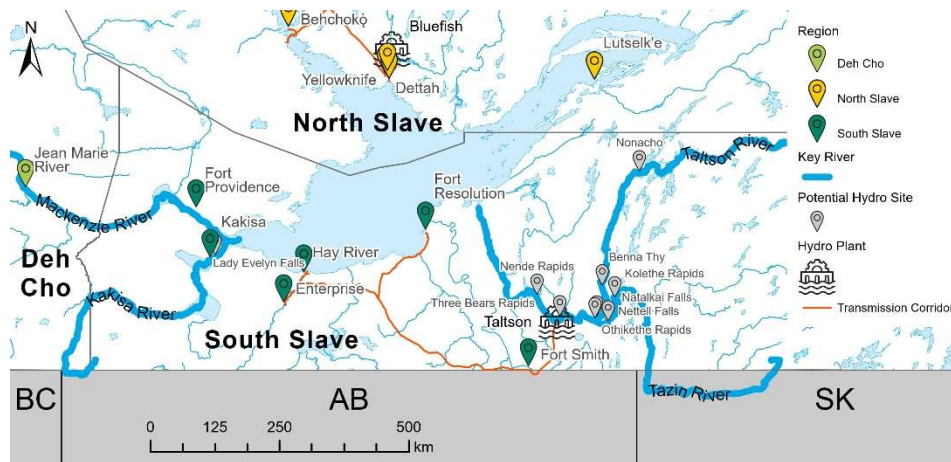 N
Behchokǫ̀
Bluefish
Yellowknife
Dettah
Lutselk'e
North Slave
Nonacho
Taltson River
Jean Marie
River
Fort
Providence
Mackenzie River
Fort
Resolution
Kakisa
Lady Evelyn Falls
Hay River
Enterprise
Deh
Cho
Kakisa River
South Slave
Nende Rapids
Three Bears Rapids
Taltson
Benna Thy
Kolethe Rapids
Natalkai Falls
Nettell Falls
Othikethe Rapids
Fort Smith
Tazin River
BC
AB
SK
0 125 250 500
km
Region
Deh Cho
North Slave
South Slave
Key River
Potential Hydro Site
Hydro Plant
Transmission Corrido